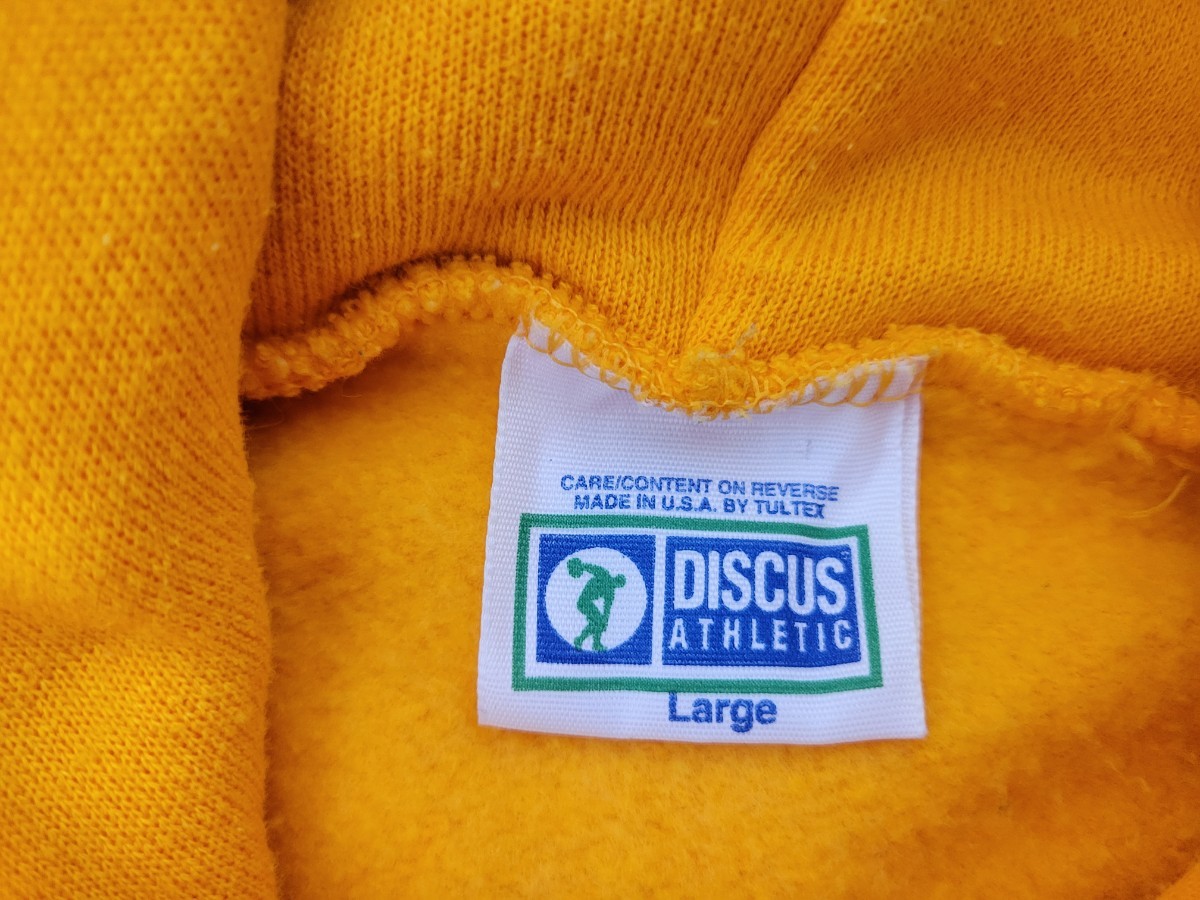 CARE/CONTENT ON REVERSE
MADE IN U.S.A. BY TULTEX
DISCUS
ATHLETIC
Large